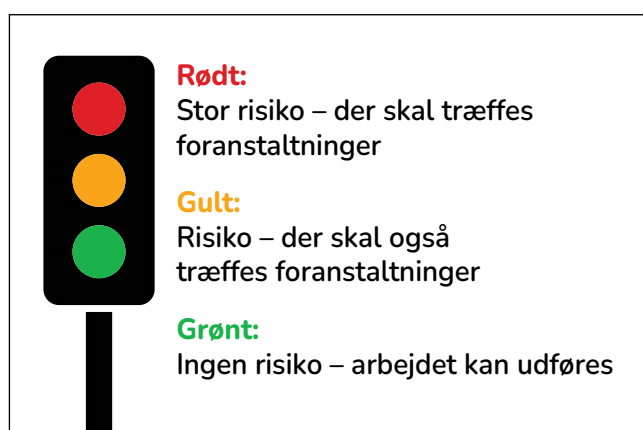 Rødt:
Stor risiko – der skal træffes
foranstaltninger
Gult:
Risiko – der skal også
træffes foranstaltninger
Grønt:
Ingen risiko – arbejdet kan udføres